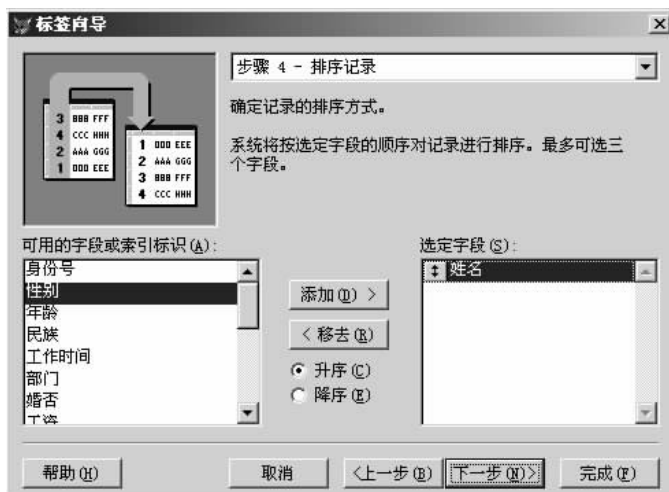 标签向导
步骤 4 - 排序记录
3 BBB FFF
4 CCC HHH
2 AAA GGG
1 DDD EEE
1 DDD EEE
2 AAA GGG
3 BBB FFF
4 CCC HHH
确定记录的排序方式。
系统将按选定字段的顺序对记录进行排序。最多可选三
个字段。
可用的字段或索引标识(A):
选定字段(S):
身份号
性别
年龄
民族
工作时间
部门
婚否
工资
姓名
添加(D) >
< 移去(R)
升序(C)
降序(E)
帮助(H)
取消
<上一步(B)
下一步(N)>
完成(F)